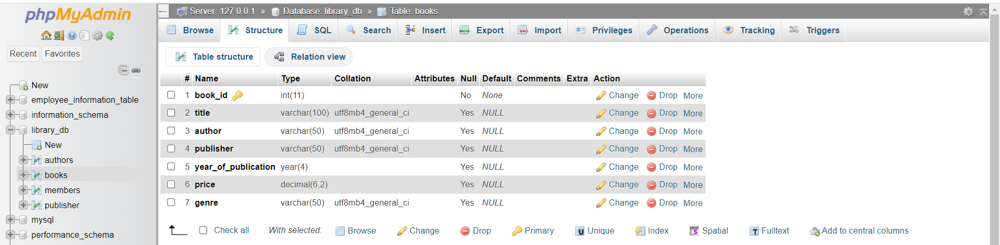 phpMyAdmin
Recent Favorites
New
employee_information_table
information_schema
library_db
New
authors
books
members
publisher
mysql
performance_schema
Server: 127.0.0.1 » Database: library_db » Table: books
Browse Structure SQL Search Insert Export Import Privileges Operations Tracking Triggers
Table structure Relation view
# Name Type Collation Attributes Null Default Comments Extra Action
1 book_id int(11) No None Change Drop More
2 title varchar(100) utf8mb4_general_ci Yes NULL Change Drop More
3 author varchar(50) utf8mb4_general_ci Yes NULL Change Drop More
4 publisher varchar(50) utf8mb4_general_ci Yes NULL Change Drop More
5 year_of_publication year(4) Yes NULL Change Drop More
6 price decimal(6,2) Yes NULL Change Drop More
7 genre varchar(50) utf8mb4_general_ci Yes NULL Change Drop More
Check all With selected: Browse Change Drop Primary Unique Index Spatial Fulltext Add to central columns